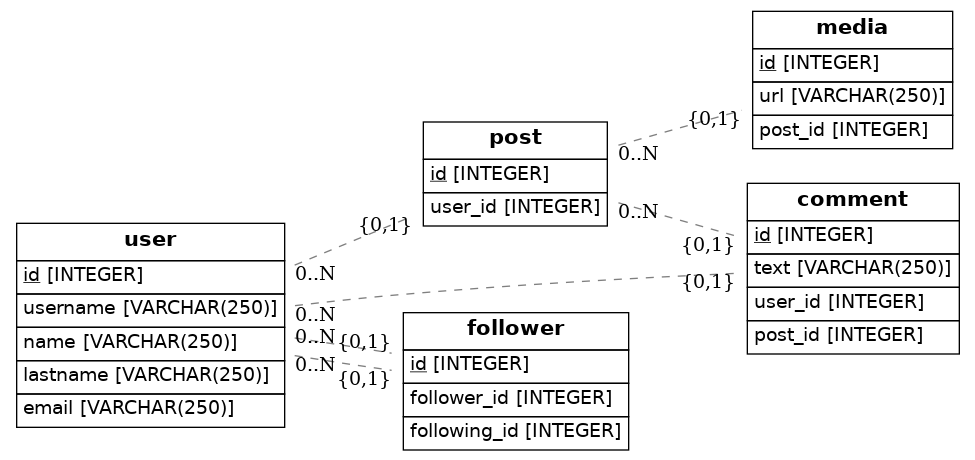 media
id [INTEGER]
url [VARCHAR(250)]
post_id [INTEGER]
{0,1}
0..N
post
id [INTEGER]
user_id [INTEGER]
0..N
{0,1}
comment
id [INTEGER]
text [VARCHAR(250)]
user_id [INTEGER]
post_id [INTEGER]
{0,1}
{0,1}
0..N
user
id [INTEGER]
username [VARCHAR(250)]
name [VARCHAR(250)]
lastname [VARCHAR(250)]
email [VARCHAR(250)]
0..N
0..N
{0,1}
0..N
{0,1}
follower
id [INTEGER]
follower_id [INTEGER]
following_id [INTEGER]